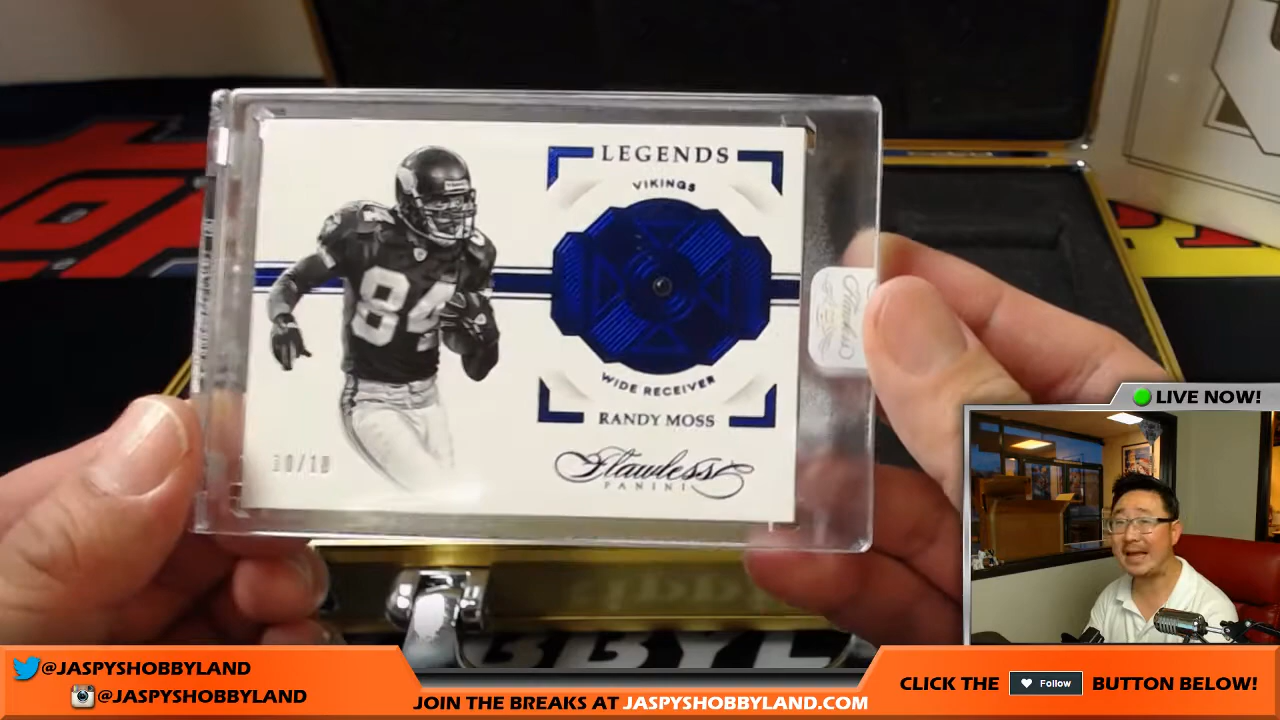 LEGENDS
VIKINGS
84
WIDE RECEIVER
RANDY MOSS
Flawless
PANINI
Flawless
LIVE NOW!
@JASPYSHOBBYLAND
@JASPYSHOBBYLAND
JOIN THE BREAKS AT JASPYSHOBBYLAND.COM
CLICK THE Follow BUTTON BELOW!